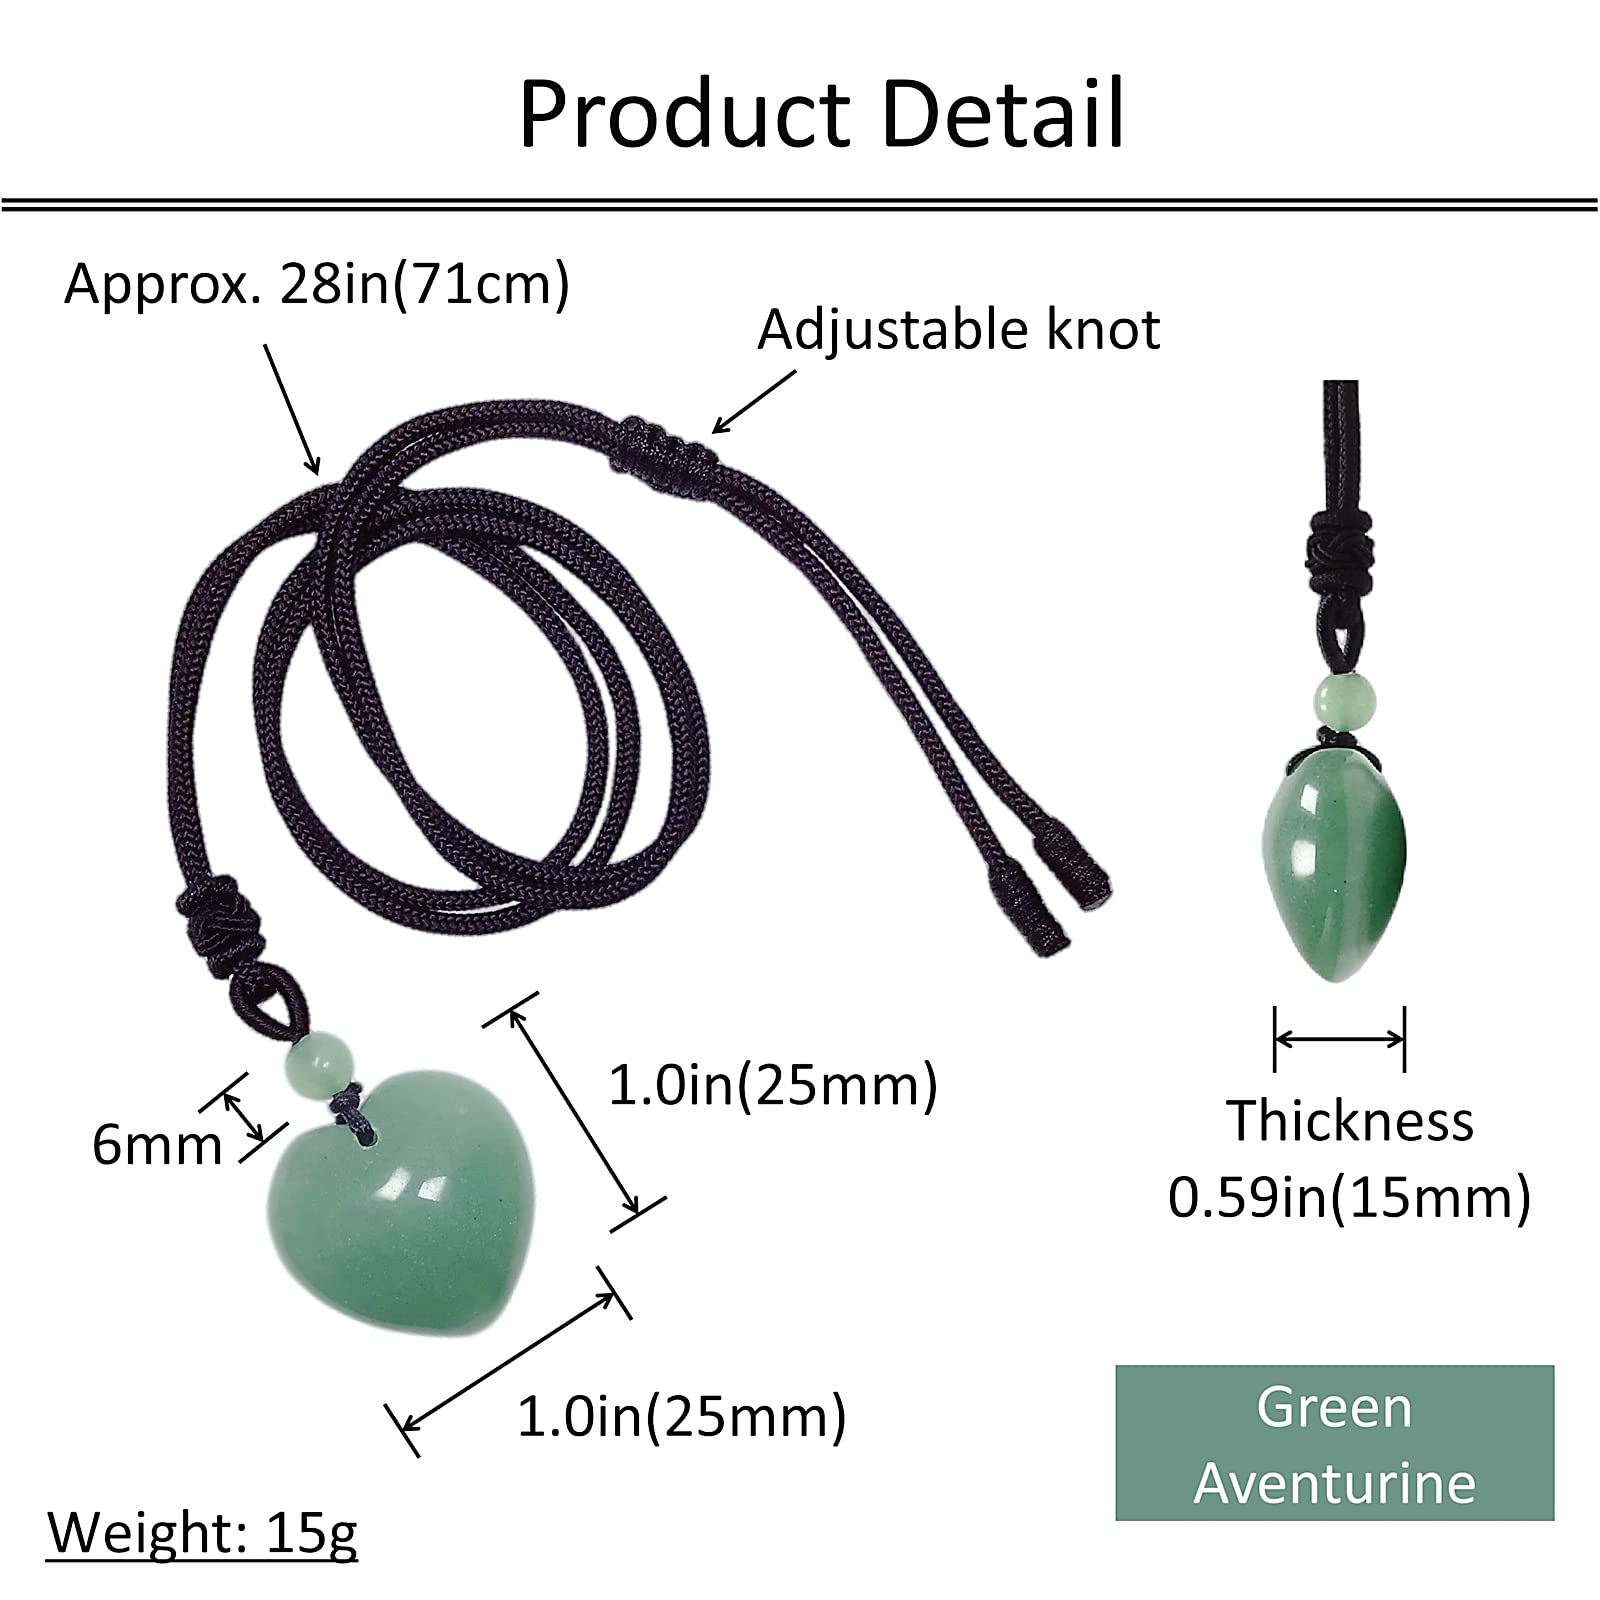 Product Detail
Approx. 28in(71cm)
Adjustable knot
1.0in(25mm)
6mm
Thickness
0.59in(15mm)
1.0in(25mm)
Green
Aventurine
Weight: 15g